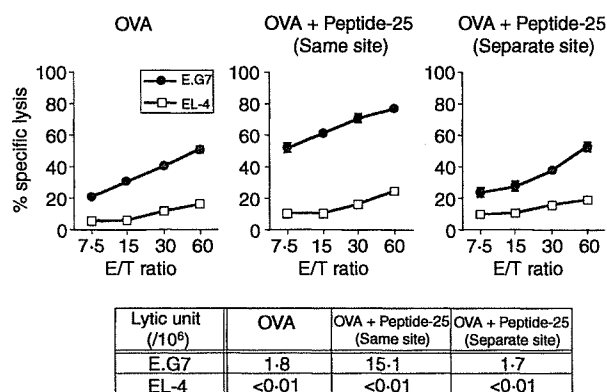 OVA
OVA + Peptide-25
(Same site)
OVA + Peptide-25
(Separate site)
% specific lysis
100
80
60
40
20
0
E.G7
EL-4
7·5 15 30 60
E/T ratio
100
80
60
40
20
0
7·5 15 30 60
E/T ratio
100
80
60
40
20
0
7·5 15 30 60
E/T ratio
Lytic unit
(/10⁶)
OVA
OVA + Peptide-25
(Same site)
OVA + Peptide-25
(Separate site)
E.G7 1·8 15·1 1·7
EL-4 <0·01 <0·01 <0·01